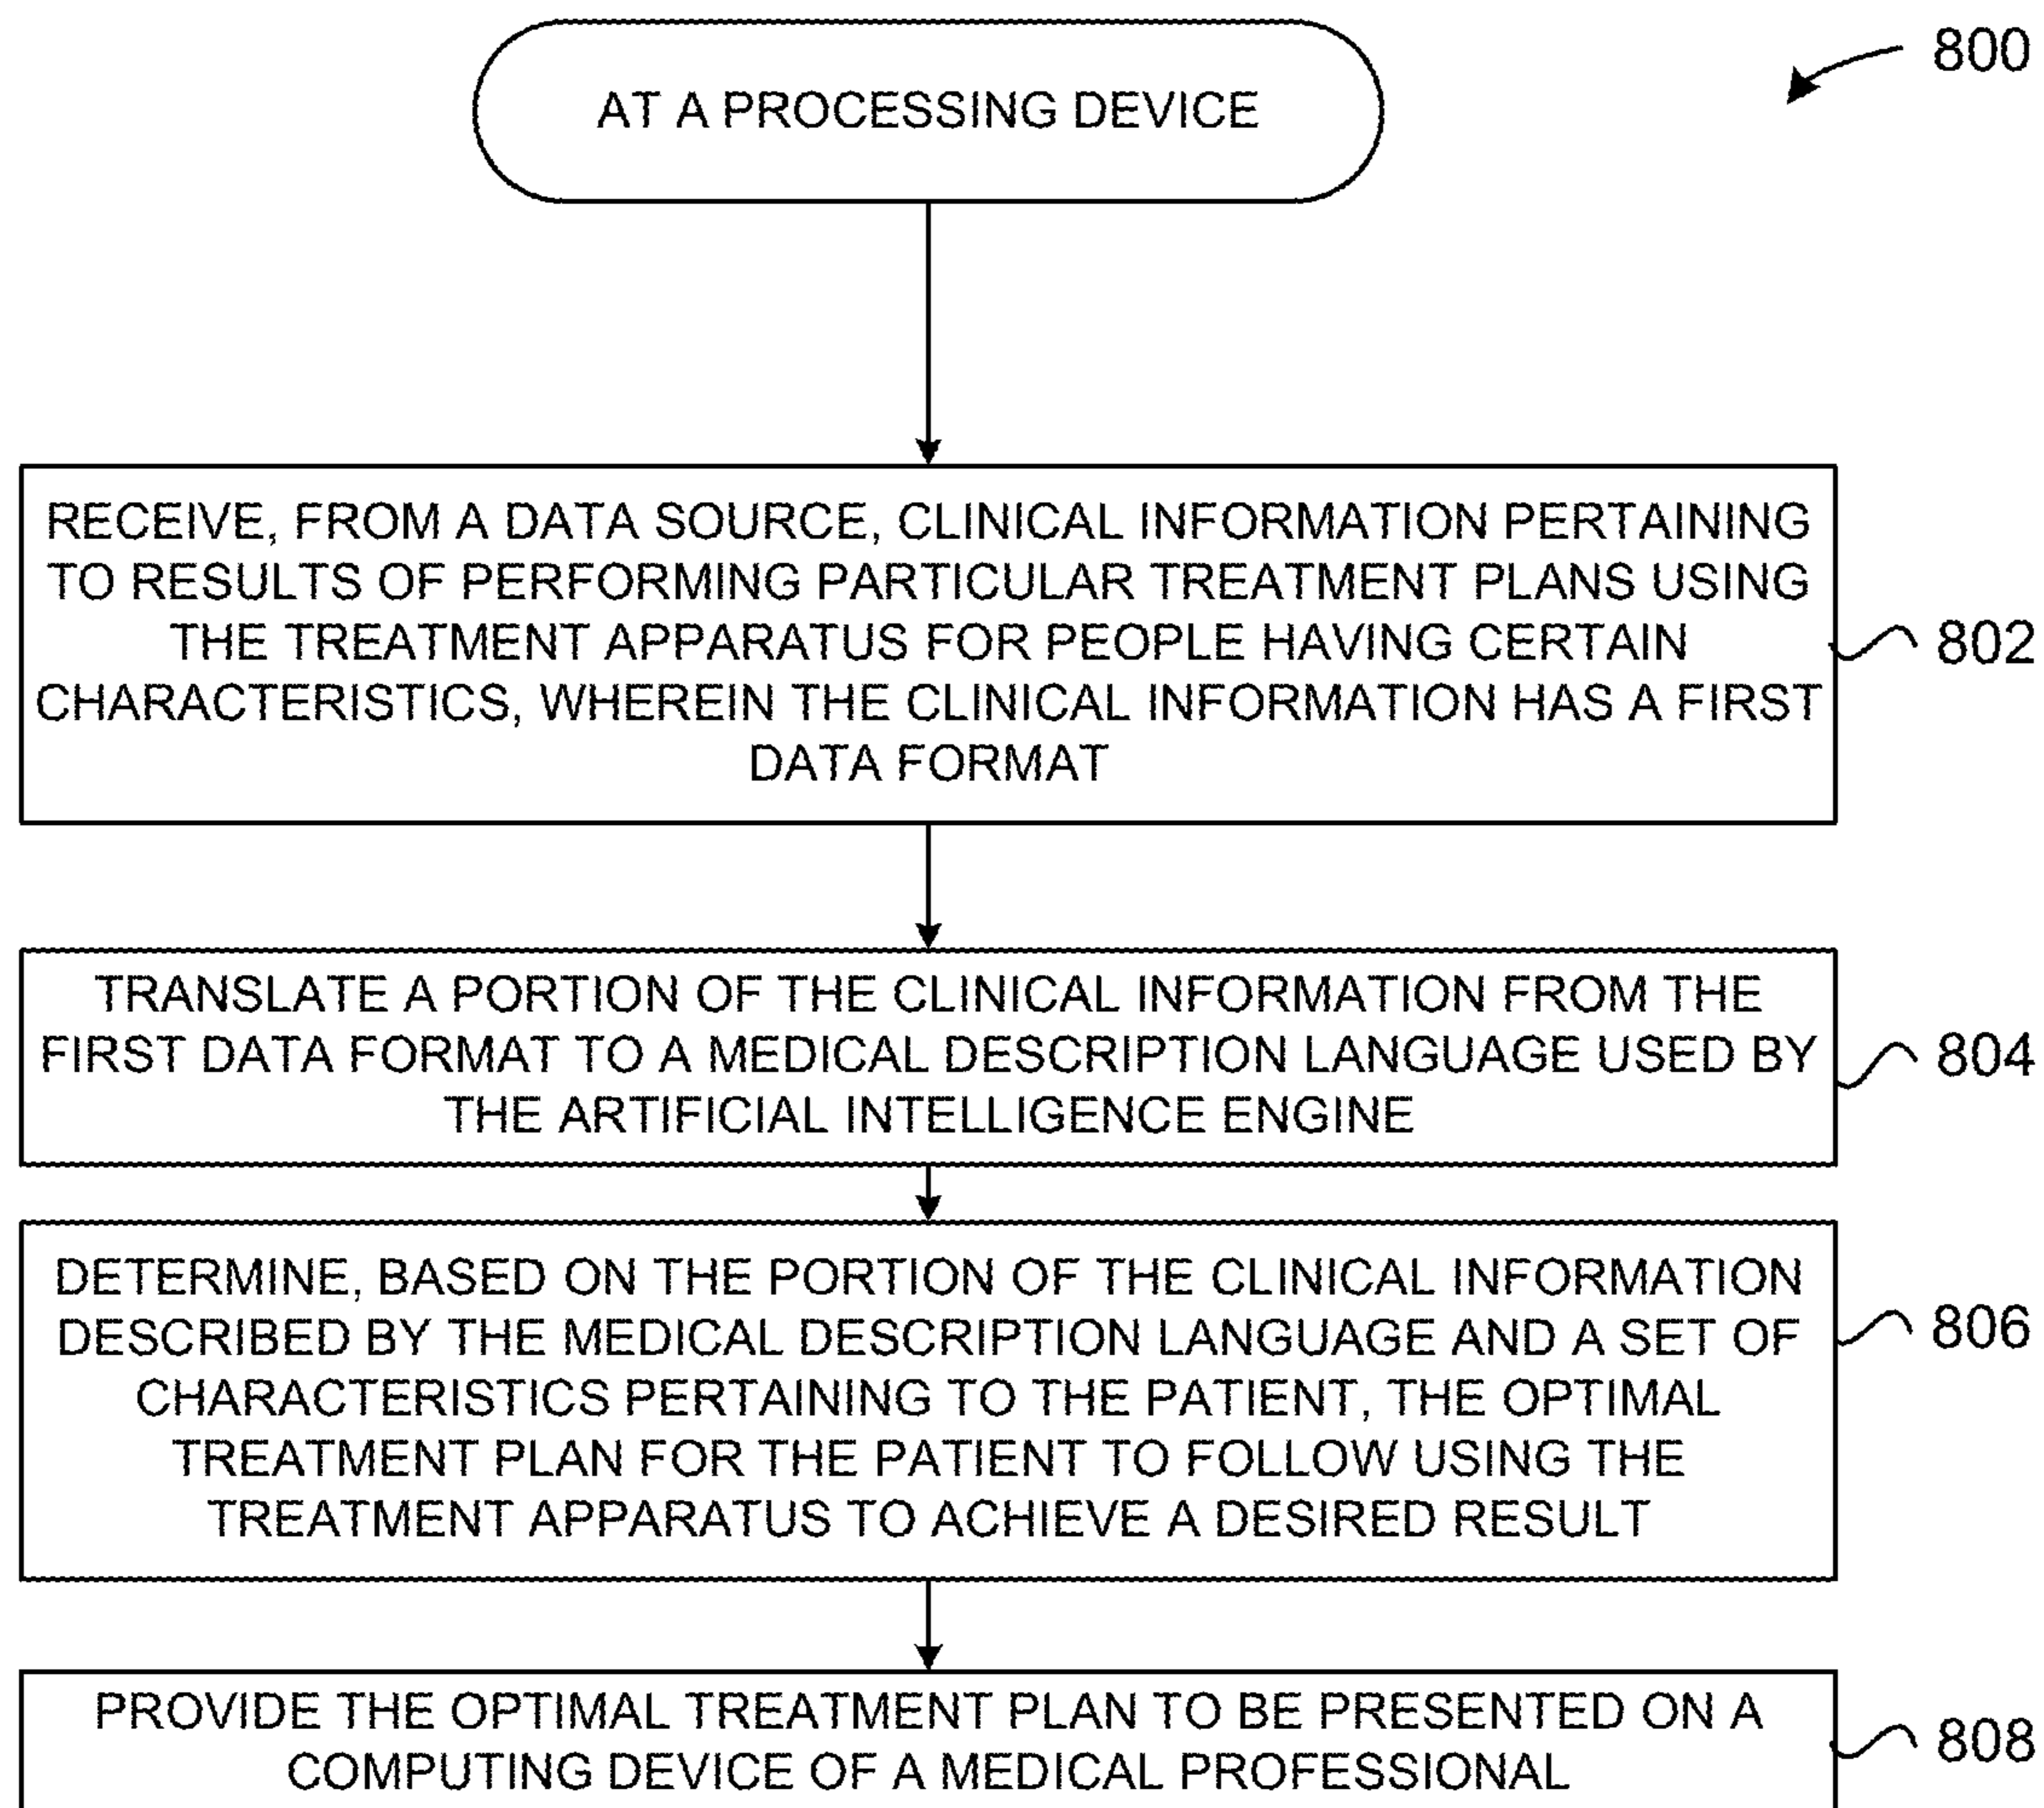 800
AT A PROCESSING DEVICE
RECEIVE, FROM A DATA SOURCE, CLINICAL INFORMATION PERTAINING
TO RESULTS OF PERFORMING PARTICULAR TREATMENT PLANS USING
THE TREATMENT APPARATUS FOR PEOPLE HAVING CERTAIN
CHARACTERISTICS, WHEREIN THE CLINICAL INFORMATION HAS A FIRST
DATA FORMAT
802
TRANSLATE A PORTION OF THE CLINICAL INFORMATION FROM THE
FIRST DATA FORMAT TO A MEDICAL DESCRIPTION LANGUAGE USED BY
THE ARTIFICIAL INTELLIGENCE ENGINE
804
DETERMINE, BASED ON THE PORTION OF THE CLINICAL INFORMATION
DESCRIBED BY THE MEDICAL DESCRIPTION LANGUAGE AND A SET OF
CHARACTERISTICS PERTAINING TO THE PATIENT, THE OPTIMAL
TREATMENT PLAN FOR THE PATIENT TO FOLLOW USING THE
TREATMENT APPARATUS TO ACHIEVE A DESIRED RESULT
806
PROVIDE THE OPTIMAL TREATMENT PLAN TO BE PRESENTED ON A
COMPUTING DEVICE OF A MEDICAL PROFESSIONAL
808